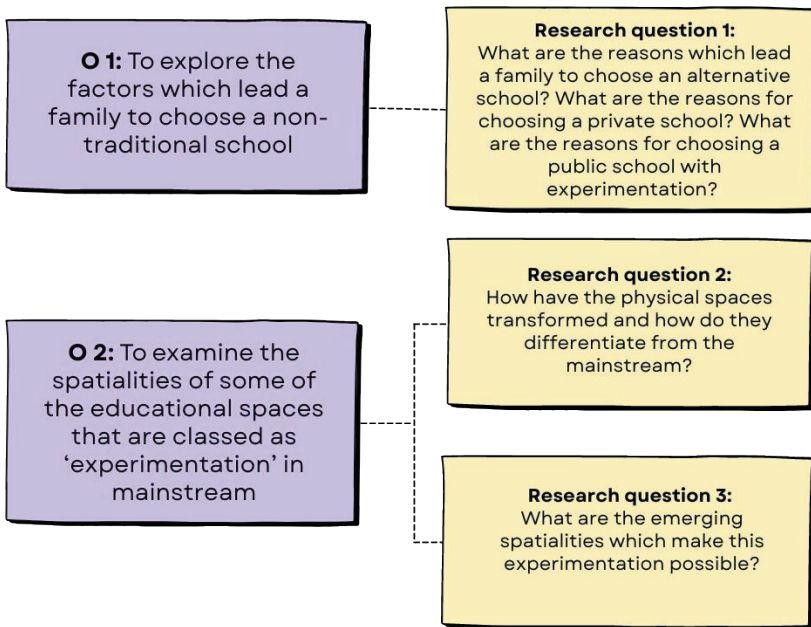 O 1: To explore the
factors which lead a
family to choose a non-
traditional school
Research question 1:
What are the reasons which lead
a family to choose an alternative
school? What are the reasons for
choosing a private school? What
are the reasons for choosing a
public school with
experimentation?
O 2: To examine the
spatialities of some of
the educational spaces
that are classed as
‘experimentation’ in
mainstream
Research question 2:
How have the physical spaces
transformed and how do they
differentiate from the
mainstream?
Research question 3:
What are the emerging
spatialities which make this
experimentation possible?